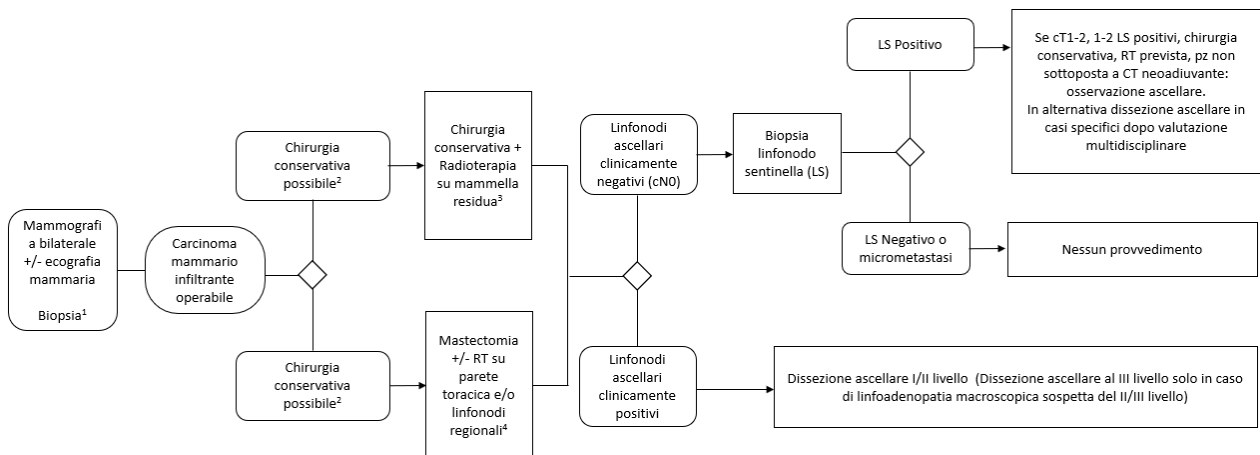 Mammografi
a bilaterale
+/- ecografia
mammaria
Biopsia¹
Carcinoma
mammario
infiltrante
operabile
Chirurgia
conservativa
possibile²
Chirurgia
conservativa +
Radioterapia
su mammella
residua³
Chirurgia
conservativa
possibile²
Mastectomia
+/- RT su
parete
toracica e/o
linfonodi
regionali⁴
Linfonodi
ascellari
clinicamente
negativi (cN0)
Biopsia
linfonodo
sentinella (LS)
LS Positivo
Se cT1-2, 1-2 LS positivi, chirurgia
conservativa, RT prevista, pz non
sottoposta a CT neoadiuvante:
osservazione ascellare.
In alternativa dissezione ascellare in
casi specifici dopo valutazione
multidisciplinare
LS Negativo o
micrometastasi
Nessun provvedimento
Linfonodi
ascellari
clinicamente
positivi
Dissezione ascellare I/II livello (Dissezione ascellare al III livello solo in caso
di linfoadenopatia macroscopica sospetta del II/III livello)